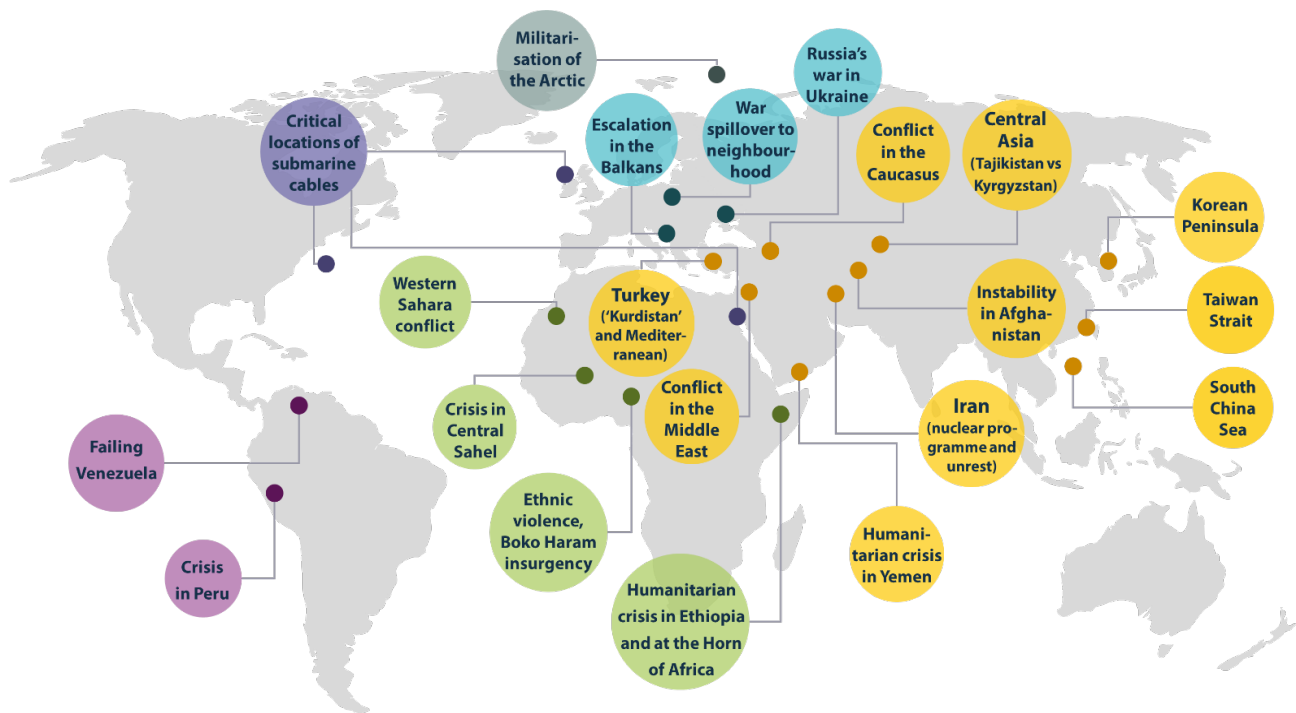 Militari-
sation of
the Arctic
Russia's
war in
Ukraine
Critical
locations of
submarine
cables
Escalation
in the
Balkans
War
spillover to
neighbour-
hood
Conflict
in the
Caucasus
Central
Asia
(Tajikistan vs
Kyrgyzstan)
Korean
Peninsula
Western
Sahara
conflict
Turkey
('Kurdistan'
and Mediter-
ranean)
Instability
in Afgha-
nistan
Taiwan
Strait
Crisis in
Central
Sahel
Conflict
in the
Middle
East
Iran
(nuclear pro-
gramme and
unrest)
South
China
Sea
Failing
Venezuela
Ethnic
violence,
Boko Haram
insurgency
Humani-
tarian crisis
in Yemen
Crisis
in Peru
Humanitarian
crisis in Ethiopia
and at the Horn
of Africa